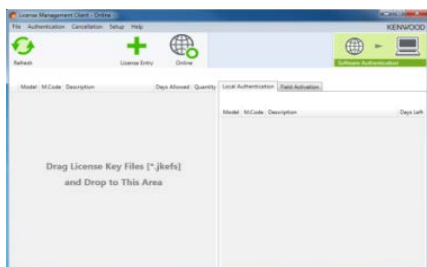 License Management Client - Online
File Authentication Cancellation Setup Help
KENWOOD
Refresh
License Entry
Online
Software Authentication
Model M.Code Description Days Allowed Quantity
Local Authentication Field Activation
Model M.Code Description Days Left
Drag License Key Files [*.jkefs]
and Drop to This Area